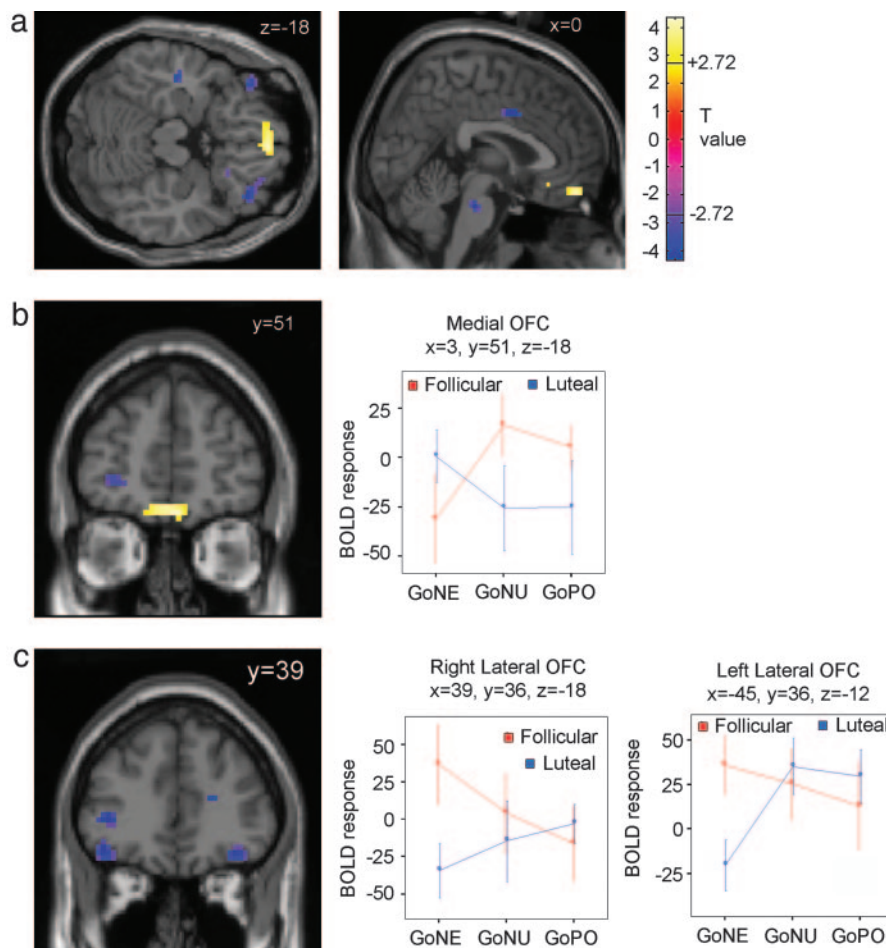 a
z=-18
x=0
4
3
2
1
0
-1
-2
-3
-4
+2.72
T
value
-2.72
b
y=51
Medial OFC
x=3, y=51, z=-18
Follicular Luteal
BOLD response
25
0
-25
-50
GoNE GoNU GoPO
c
y=39
Right Lateral OFC
x=39, y=36, z=-18
Follicular
Luteal
BOLD response
50
25
0
-25
-50
GoNE GoNU GoPO
Left Lateral OFC
x=-45, y=36, z=-12
Follicular Luteal
BOLD response
50
25
0
-25
GoNE GoNU GoPO